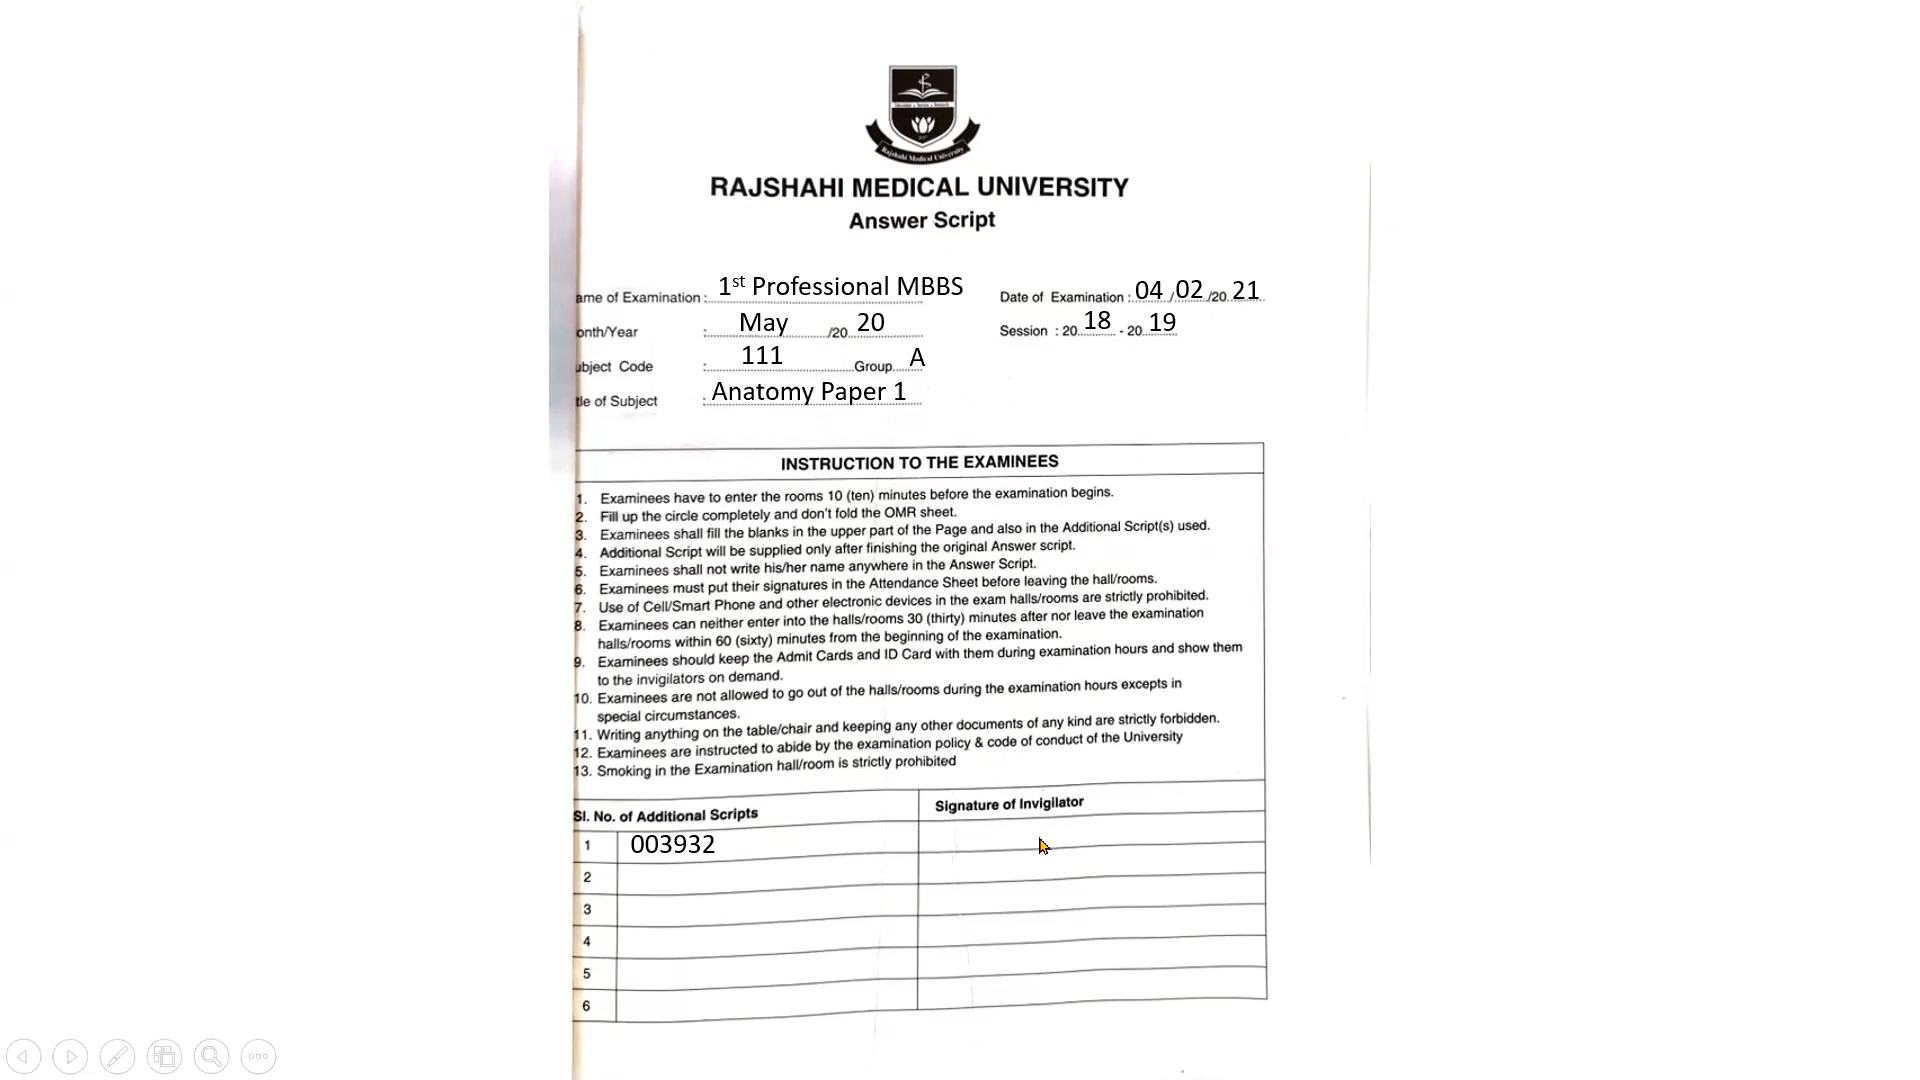 Rajshahi Medical University
RAJSHAHI MEDICAL UNIVERSITY
Answer Script
ame of Examination : 1st Professional MBBS
Date of Examination : 04 /02 /20 21
onth/Year : May /20 20
Session : 20 18 - 20 19
ubject Code : 111 Group A
tle of Subject : Anatomy Paper 1
INSTRUCTION TO THE EXAMINEES
1. Examinees have to enter the rooms 10 (ten) minutes before the examination begins.
2. Fill up the circle completely and don't fold the OMR sheet.
3. Examinees shall fill the blanks in the upper part of the Page and also in the Additional Script(s) used.
4. Additional Script will be supplied only after finishing the original Answer script.
5. Examinees shall not write his/her name anywhere in the Answer Script.
6. Examinees must put their signatures in the Attendance Sheet before leaving the hall/rooms.
7. Use of Cell/Smart Phone and other electronic devices in the exam halls/rooms are strictly prohibited.
8. Examinees can neither enter into the halls/rooms 30 (thirty) minutes after nor leave the examination
halls/rooms within 60 (sixty) minutes from the beginning of the examination.
9. Examinees should keep the Admit Cards and ID Card with them during examination hours and show them
to the invigilators on demand.
10. Examinees are not allowed to go out of the halls/rooms during the examination hours excepts in
special circumstances.
11. Writing anything on the table/chair and keeping any other documents of any kind are strictly forbidden.
12. Examinees are instructed to abide by the examination policy & code of conduct of the University
13. Smoking in the Examination hall/room is strictly prohibited
Sl. No. of Additional Scripts
Signature of Invigilator
1 003932
2
3
4
5
6